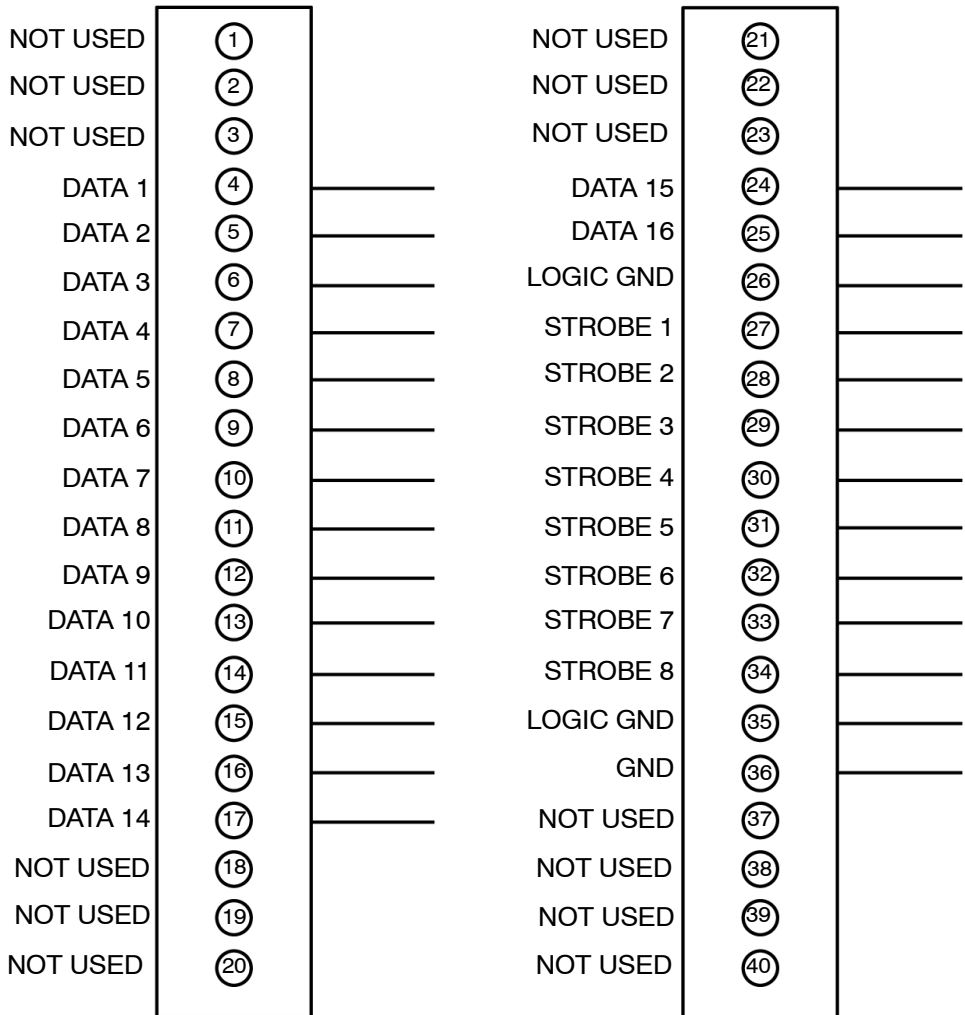 NOT USED 1
NOT USED 2
NOT USED 3
DATA 1 4
DATA 2 5
DATA 3 6
DATA 4 7
DATA 5 8
DATA 6 9
DATA 7 10
DATA 8 11
DATA 9 12
DATA 10 13
DATA 11 14
DATA 12 15
DATA 13 16
DATA 14 17
NOT USED 18
NOT USED 19
NOT USED 20
NOT USED 21
NOT USED 22
NOT USED 23
DATA 15 24
DATA 16 25
LOGIC GND 26
STROBE 1 27
STROBE 2 28
STROBE 3 29
STROBE 4 30
STROBE 5 31
STROBE 6 32
STROBE 7 33
STROBE 8 34
LOGIC GND 35
GND 36
NOT USED 37
NOT USED 38
NOT USED 39
NOT USED 40